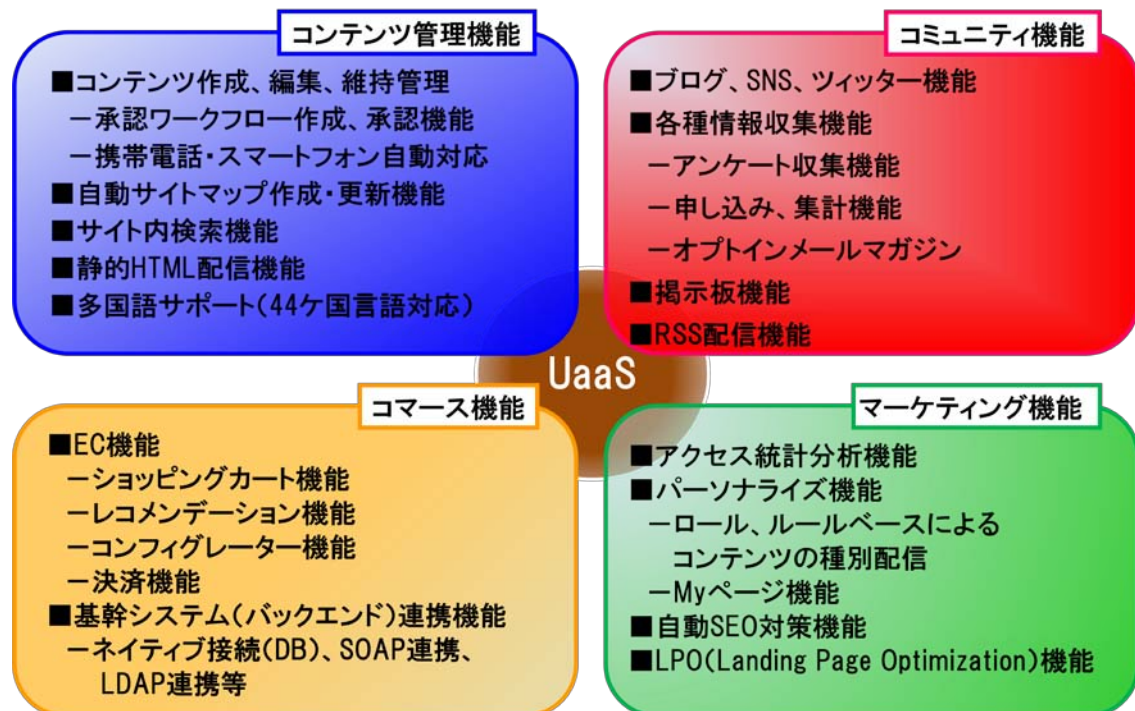 コンテンツ管理機能
■コンテンツ作成、編集、維持管理
－承認ワークフロー作成、承認機能
－携帯電話・スマートフォン自動対応
■自動サイトマップ作成・更新機能
■サイト内検索機能
■静的HTML配信機能
■多国語サポート(44ケ国言語対応)
コミュニティ機能
■ブログ、SNS、ツィッター機能
■各種情報収集機能
－アンケート収集機能
－申し込み、集計機能
－オプトインメールマガジン
■掲示板機能
■RSS配信機能
UaaS
コマース機能
■EC機能
－ショッピングカート機能
－レコメンデーション機能
－コンフィグレーター機能
－決済機能
■基幹システム(バックエンド)連携機能
－ネイティブ接続(DB)、SOAP連携、
LDAP連携等
マーケティング機能
■アクセス統計分析機能
■パーソナライズ機能
－ロール、ルールベースによる
コンテンツの種別配信
－Myページ機能
■自動SEO対策機能
■LPO(Landing Page Optimization)機能